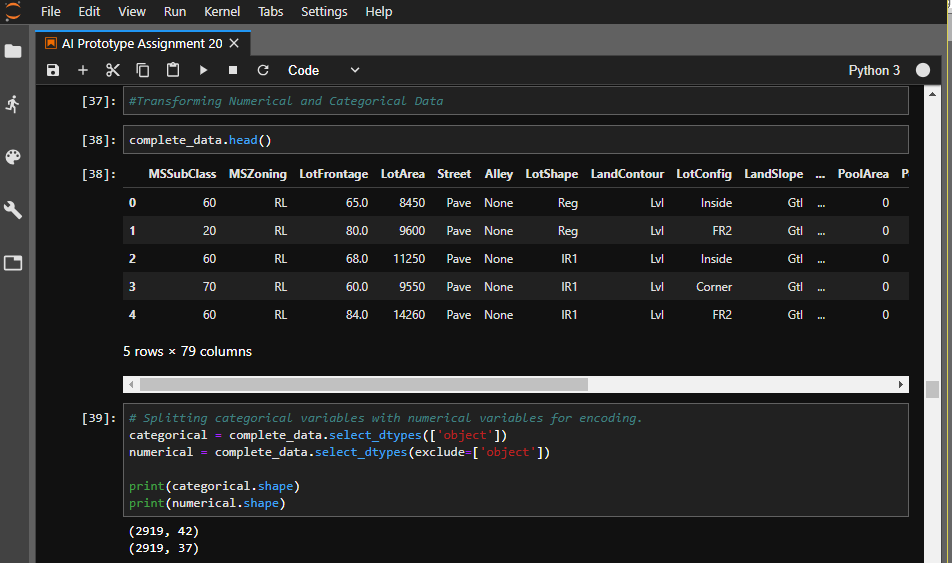 File Edit View Run Kernel Tabs Settings Help
AI Prototype Assignment 20
Code
Python 3
[37]: #Transforming Numerical and Categorical Data
[38]: complete_data.head()
[38]: MSSubClass MSZoning LotFrontage LotArea Street Alley LotShape LandContour LotConfig LandSlope ... PoolArea P
0 60 RL 65.0 8450 Pave None Reg Lvl Inside Gtl ... 0
1 20 RL 80.0 9600 Pave None Reg Lvl FR2 Gtl ... 0
2 60 RL 68.0 11250 Pave None IR1 Lvl Inside Gtl ... 0
3 70 RL 60.0 9550 Pave None IR1 Lvl Corner Gtl ... 0
4 60 RL 84.0 14260 Pave None IR1 Lvl FR2 Gtl ... 0
5 rows × 79 columns
[39]: # Splitting categorical variables with numerical variables for encoding.
categorical = complete_data.select_dtypes(['object'])
numerical = complete_data.select_dtypes(exclude=['object'])
print(categorical.shape)
print(numerical.shape)
(2919, 42)
(2919, 37)